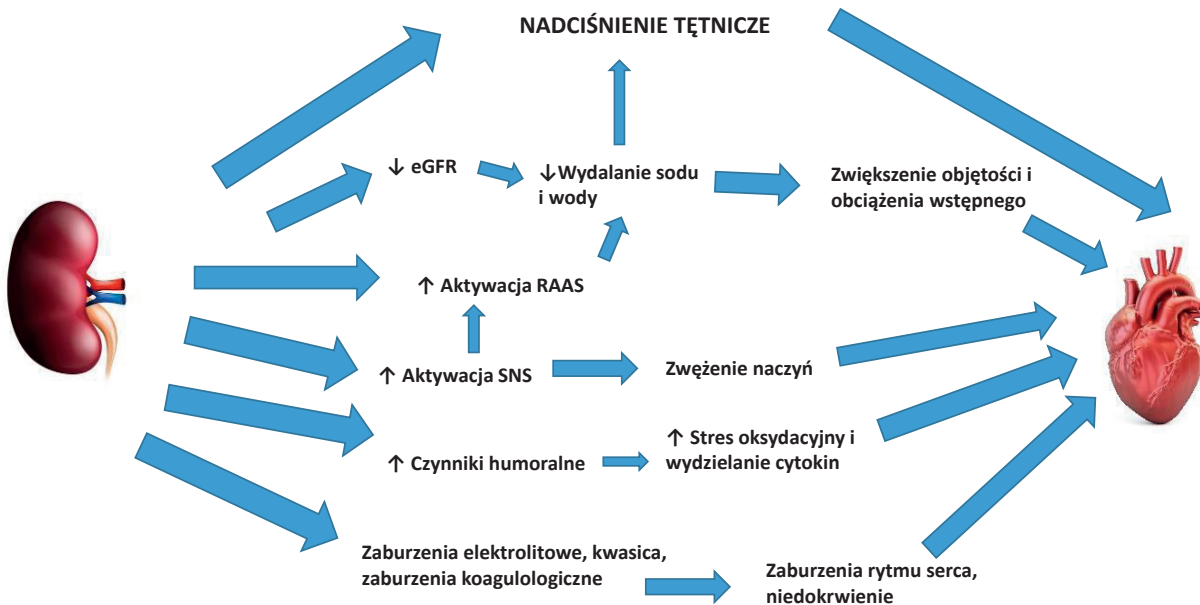 NADCIŚNIENIE TĘTNICZE
↓ eGFR
↓Wydalanie sodu
i wody
Zwiększenie objętości i
obciążenia wstępnego
↑ Aktywacja RAAS
↑ Aktywacja SNS
Zwężenie naczyń
↑ Czynniki humoralne
↑ Stres oksydacyjny i
wydzielanie cytokin
Zaburzenia elektrolitowe, kwasica,
zaburzenia koagulologiczne
Zaburzenia rytmu serca,
niedokrwienie